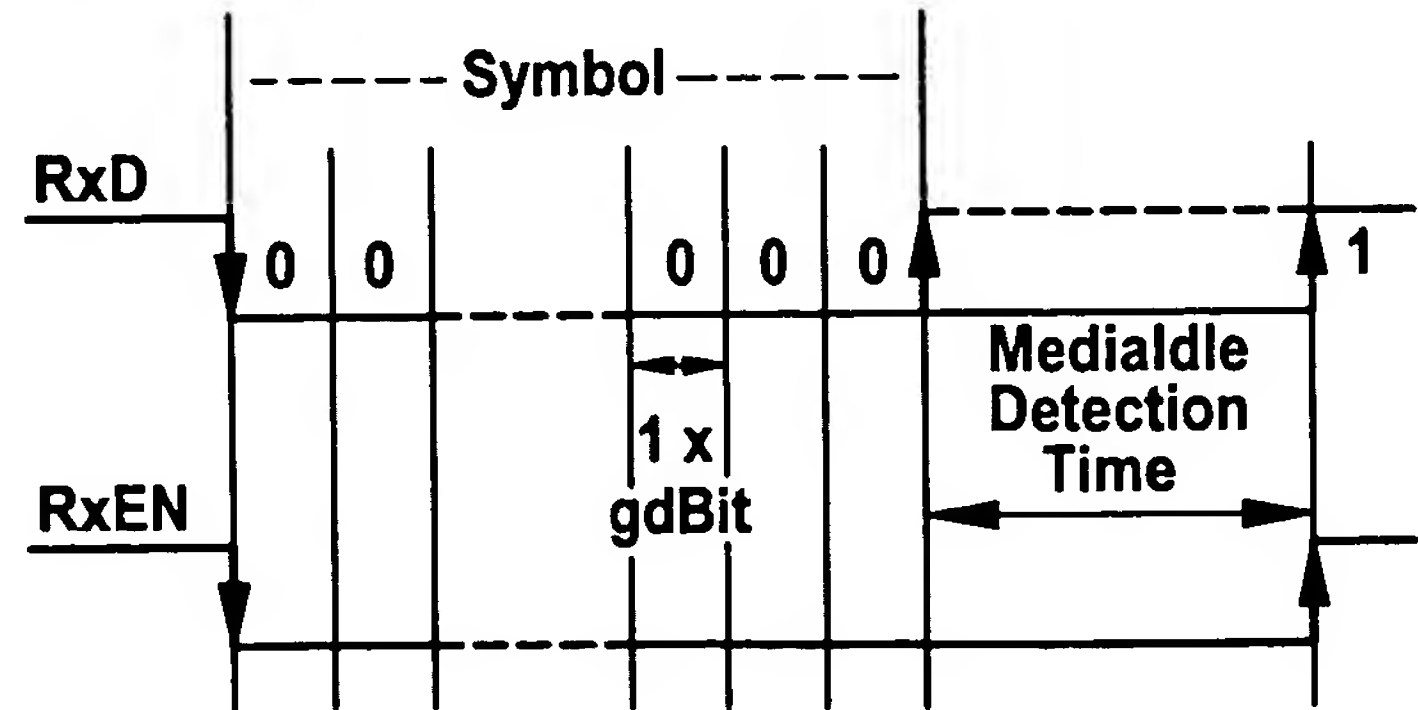 Symbol
RxD
0 0 0 0 0 1
MediaIdle
Detection
Time
1 x
gdBit
RxEN